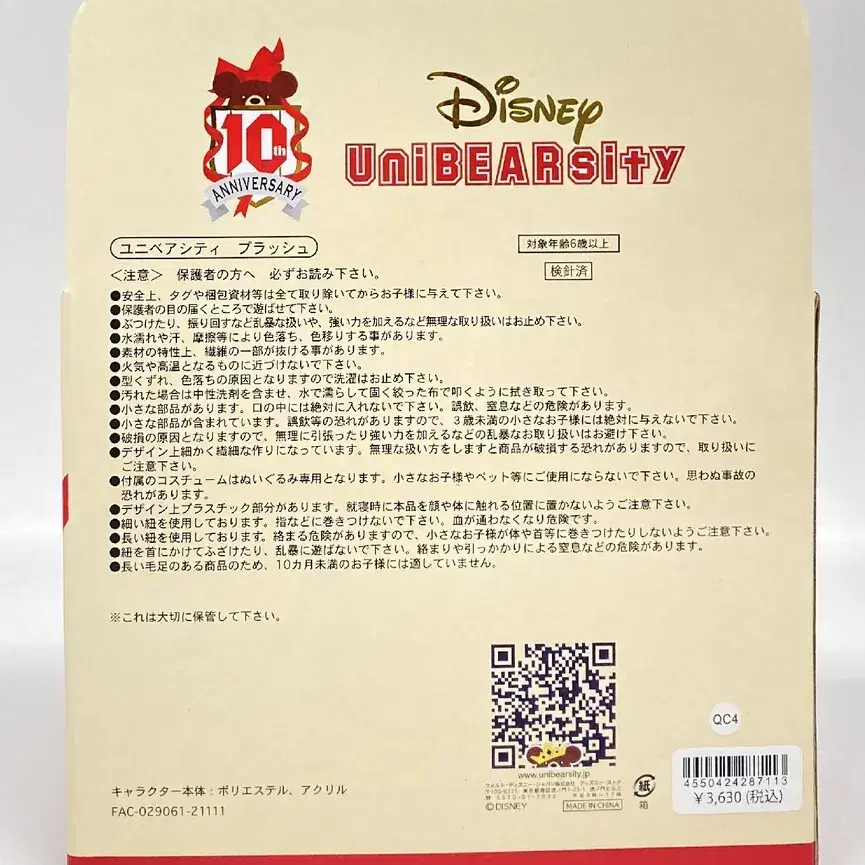 10th
ANNIVERSARY
Disney
UniBEARsity
ユニベアシティ　プラッシュ
対象年齢6歳以上
検針済
＜注意＞　保護者の方へ　必ずお読み下さい。
●安全上、タグや梱包資材等は全て取り除いてからお子様に与えて下さい。
●保護者の目の届くところで遊ばせて下さい。
●ぶつけたり、振り回すなど乱暴な扱いや、強い力を加えるなど無理な取り扱いはお止め下さい。
●水濡れや汗、摩擦等により色落ち、色移りする事があります。
●素材の特性上、繊維の一部が抜ける事があります。
●火気や高温となるものに近づけないで下さい。
●型くずれ、色落ちの原因となりますので洗濯はお止め下さい。
●汚れた場合は中性洗剤を含ませ、水で濡らして固く絞った布で叩くように拭き取って下さい。
●小さな部品があります。口の中には絶対に入れないで下さい。誤飲、窒息などの危険があります。
●小さな部品が含まれています。誤飲等の恐れがありますので、３歳未満の小さなお子様には絶対に与えないで下さい。
●破損の原因となりますので、無理に引張ったり強い力を加えるなどの乱暴なお取り扱いはお避け下さい。
●デザイン上細かく繊細な作りになっています。無理な扱い方をしますと商品が破損する恐れがありますので、取り扱いに
ご注意下さい。
●付属のコスチュームはぬいぐるみ専用となります。小さなお子様やペット等にご使用にならないで下さい。思わぬ事故の
恐れがあります。
●デザイン上プラスチック部分があります。就寝時に本品を顔や体に触れる位置に置かないようご注意下さい。
●細い紐を使用しております。指などに巻きつけないで下さい。血が通わなくなり危険です。
●長い紐を使用しております。絡まる危険がありますので、小さなお子様が体や首等に巻きつけたりしないようご注意下さい。
●紐を首にかけてふざけたり、乱暴に遊ばないで下さい。絡まりや引っかかりによる窒息などの危険があります。
●長い毛足のある商品のため、10カ月未満のお子様には適していません。
※これは大切に保管して下さい。
QC4
www.unibearsity.jp
ウォルト・ディズニー・ジャパン株式会社　ディズニーストア
©DISNEY
MADE IN CHINA
紙
箱
4550424287113
￥3,630(税込)
キャラクター本体：ポリエステル、アクリル
FAC-029061-21111